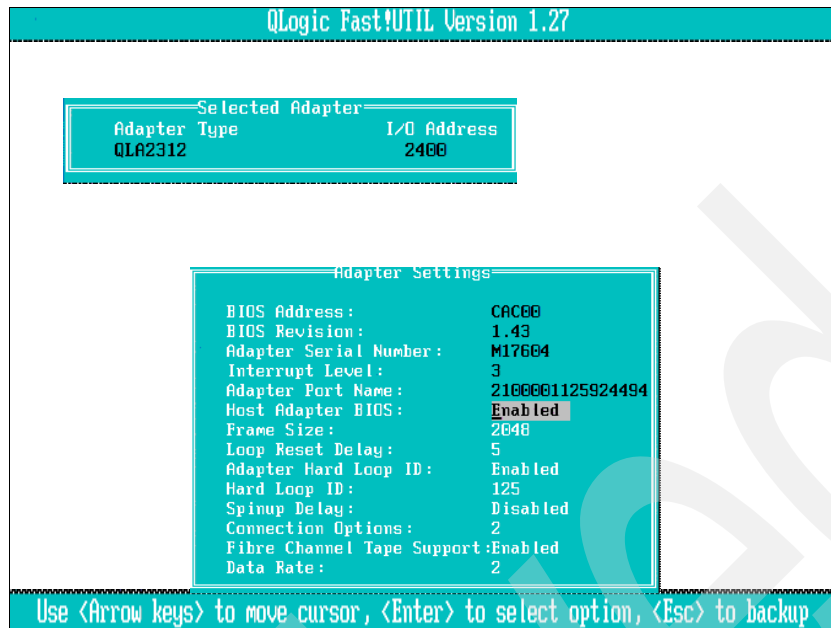 QLogic Fast!UTIL Version 1.27
Selected Adapter
Adapter Type I/O Address
QLA2312 2400
Adapter Settings
BIOS Address: CAC00
BIOS Revision: 1.43
Adapter Serial Number: M17604
Interrupt Level: 3
Adapter Port Name: 2100001125924494
Host Adapter BIOS: Enabled
Frame Size: 2048
Loop Reset Delay: 5
Adapter Hard Loop ID: Enabled
Hard Loop ID: 125
Spinup Delay: Disabled
Connection Options: 2
Fibre Channel Tape Support:Enabled
Data Rate: 2
Use <Arrow keys> to move cursor, <Enter> to select option, <Esc> to backup